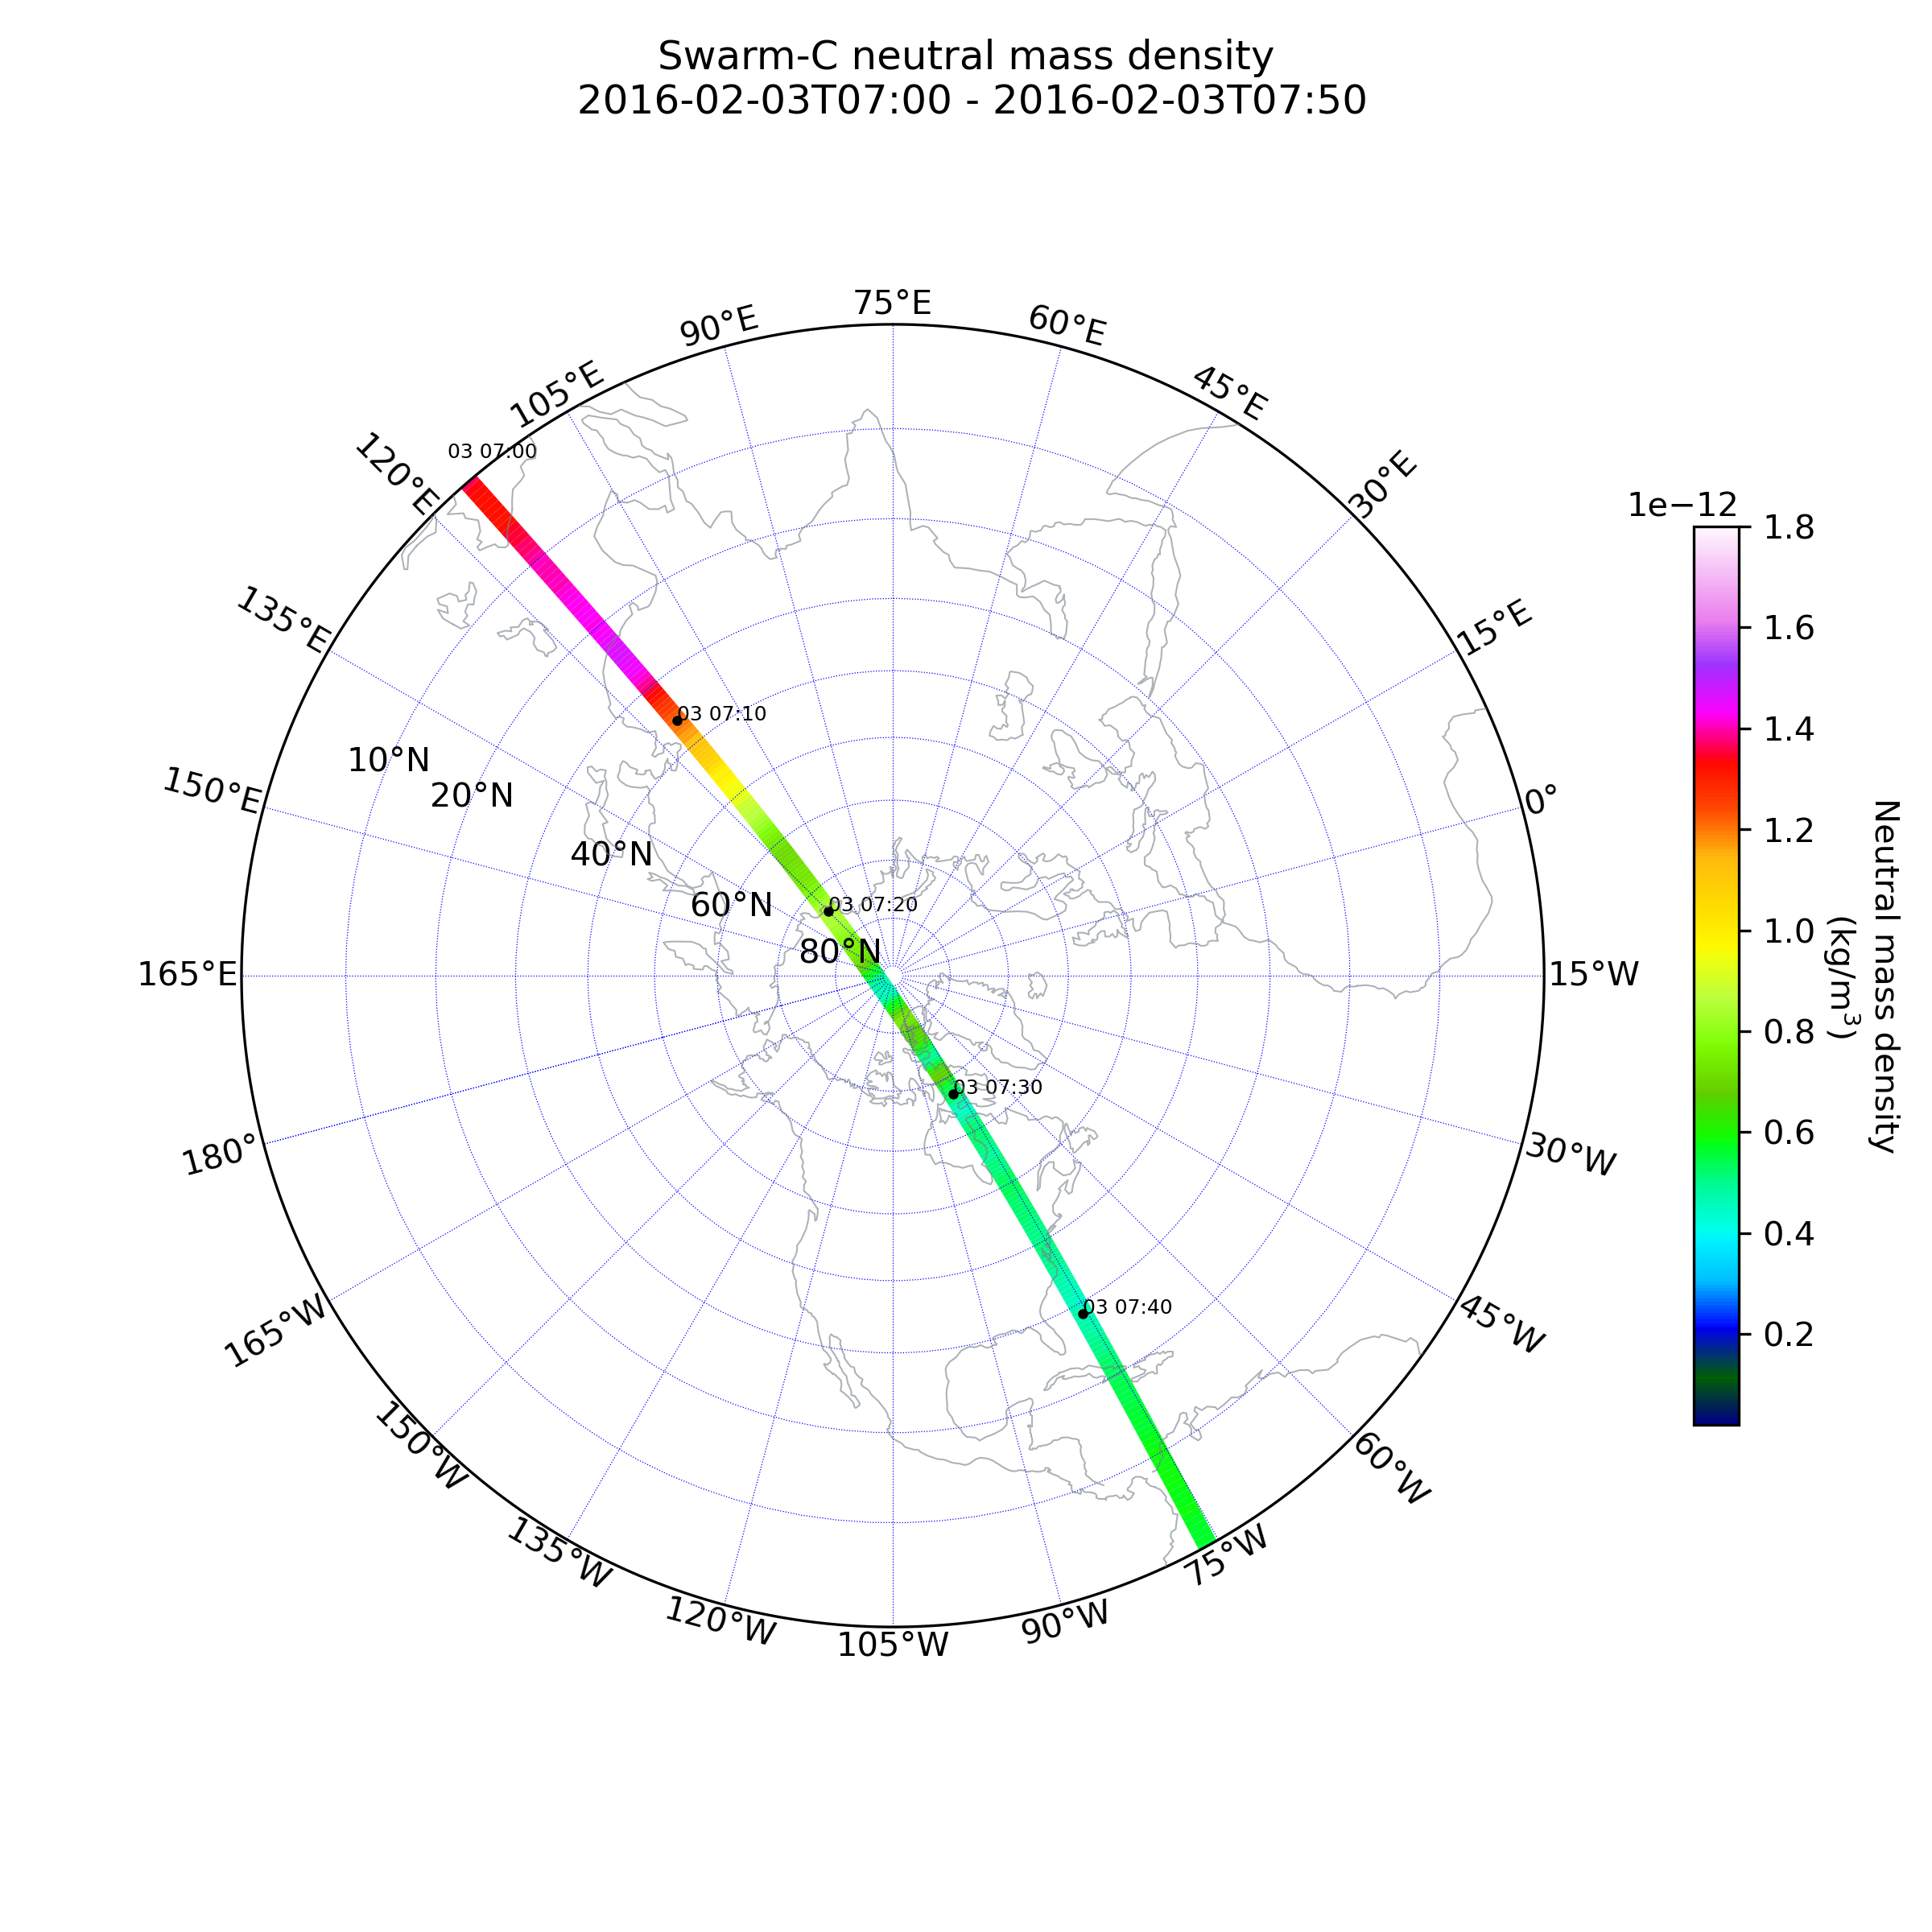 Swarm-C neutral mass density
2016-02-03T07:00 - 2016-02-03T07:50
75°E
90°E
60°E
105°E
45°E
120°E
03 07:00
30°E
1e−12
1.8
135°E
15°E
1.6
03 07:10
1.4
10°N
150°E
20°N
0°
1.2
40°N
60°N
03 07:20
1.0
80°N
165°E
15°W
Neutral mass density
(kg/m³)
0.8
03 07:30
180°
30°W
0.6
0.4
165°W
03 07:40
45°W
0.2
150°W
60°W
135°W
75°W
120°W
90°W
105°W